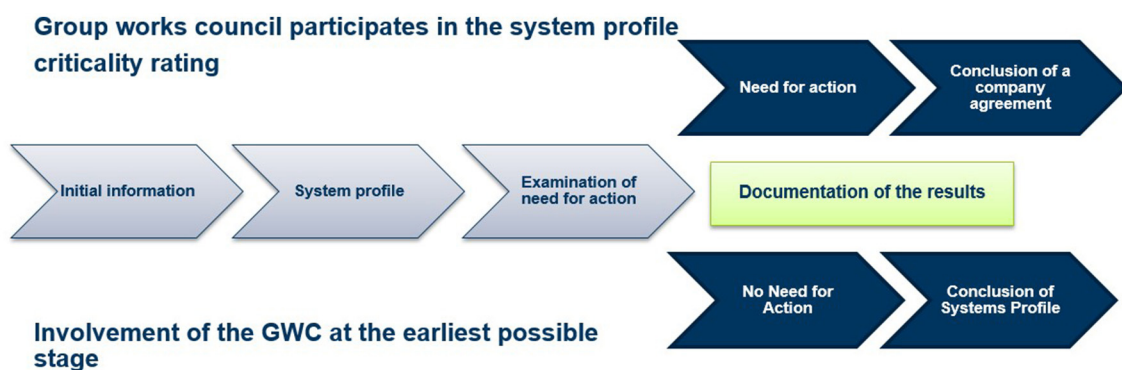 Group works council participates in the system profile
criticality rating
Need for action
Conclusion of a
company
agreement
Initial information
System profile
Examination of
need for action
Documentation of the results
No Need for
Action
Conclusion of
Systems Profile
Involvement of the GWC at the earliest possible
stage